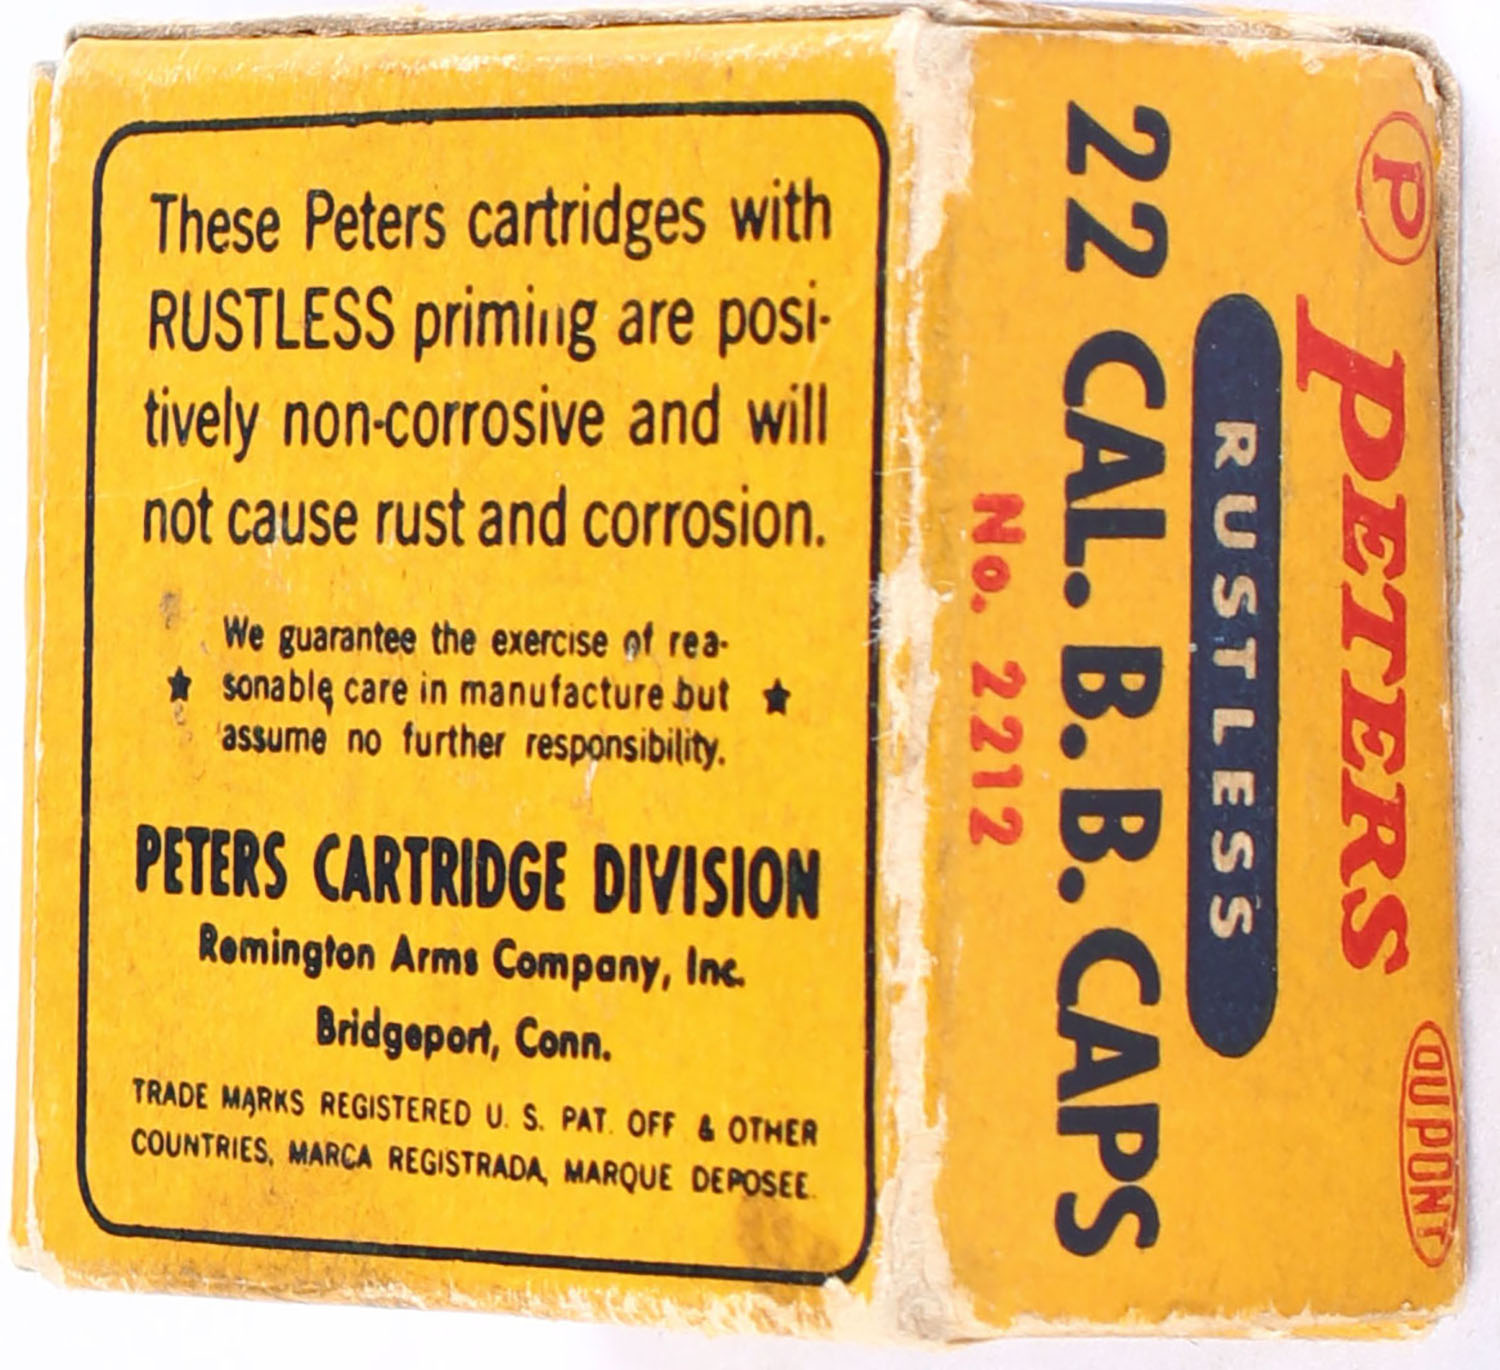 These Peters cartridges with
RUSTLESS priming are posi-
tively non-corrosive and will
not cause rust and corrosion.
We guarantee the exercise of rea-
★ sonable care in manufacture but ★
assume no further responsibility.
PETERS CARTRIDGE DIVISION
Remington Arms Company, Inc.
Bridgeport, Conn.
TRADE MARKS REGISTERED U. S. PAT. OFF & OTHER
COUNTRIES, MARCA REGISTRADA, MARQUE DEPOSEE.
P PETERS DUPONT
RUSTLESS
22 CAL. B. B. CAPS
No. 2212